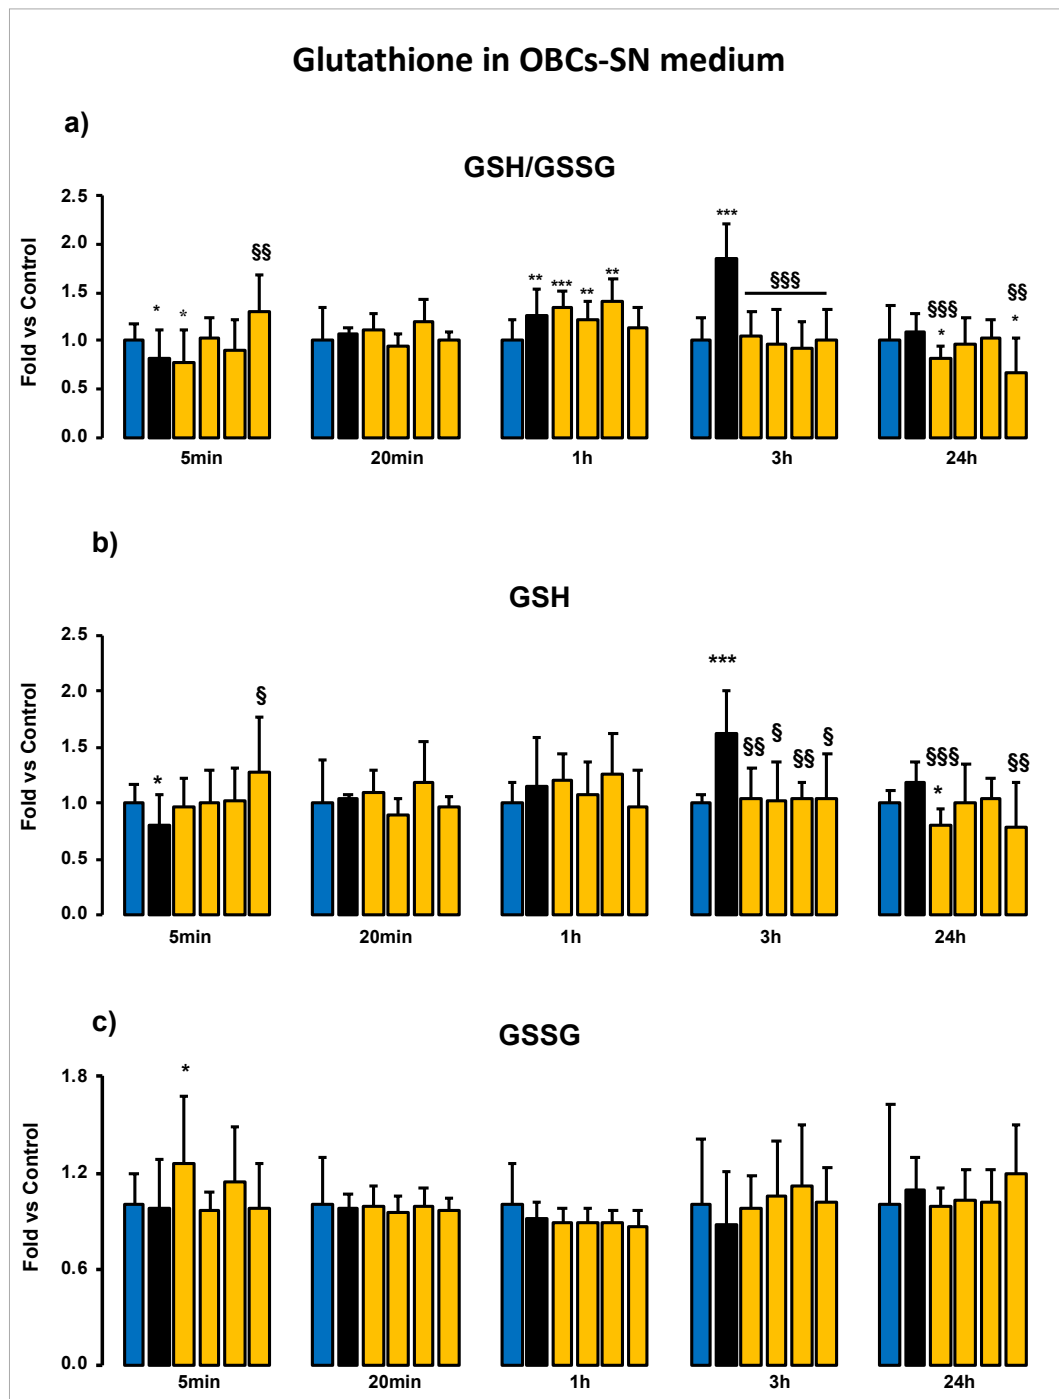 Glutathione in OBCs-SN medium
a)
GSH/GSSG
Fold vs Control
2.5
2.0
1.5
1.0
0.5
0.0
* * §§
** *** ** **
*** §§§
§§§ * §§ *
5min 20min 1h 3h 24h
b)
GSH
Fold vs Control
2.5
2.0
1.5
1.0
0.5
0.0
* §
*** §§ § §§ §
§§§ * §§
5min 20min 1h 3h 24h
c)
GSSG
Fold vs Control
1.8
1.2
0.6
0.0
*
5min 20min 1h 3h 24h